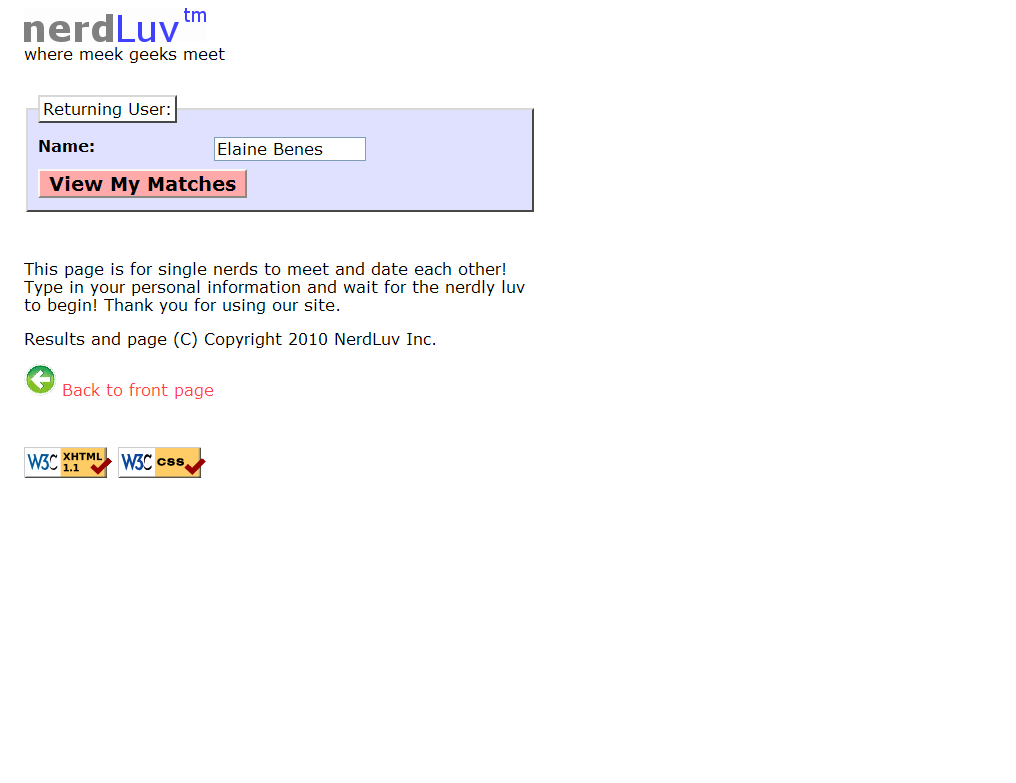 nerdLuv tm
where meek geeks meet
Returning User:
Name: Elaine Benes
View My Matches
This page is for single nerds to meet and date each other!
Type in your personal information and wait for the nerdly luv
to begin! Thank you for using our site.
Results and page (C) Copyright 2010 NerdLuv Inc.
Back to front page
W3C XHTML 1.1 W3C css